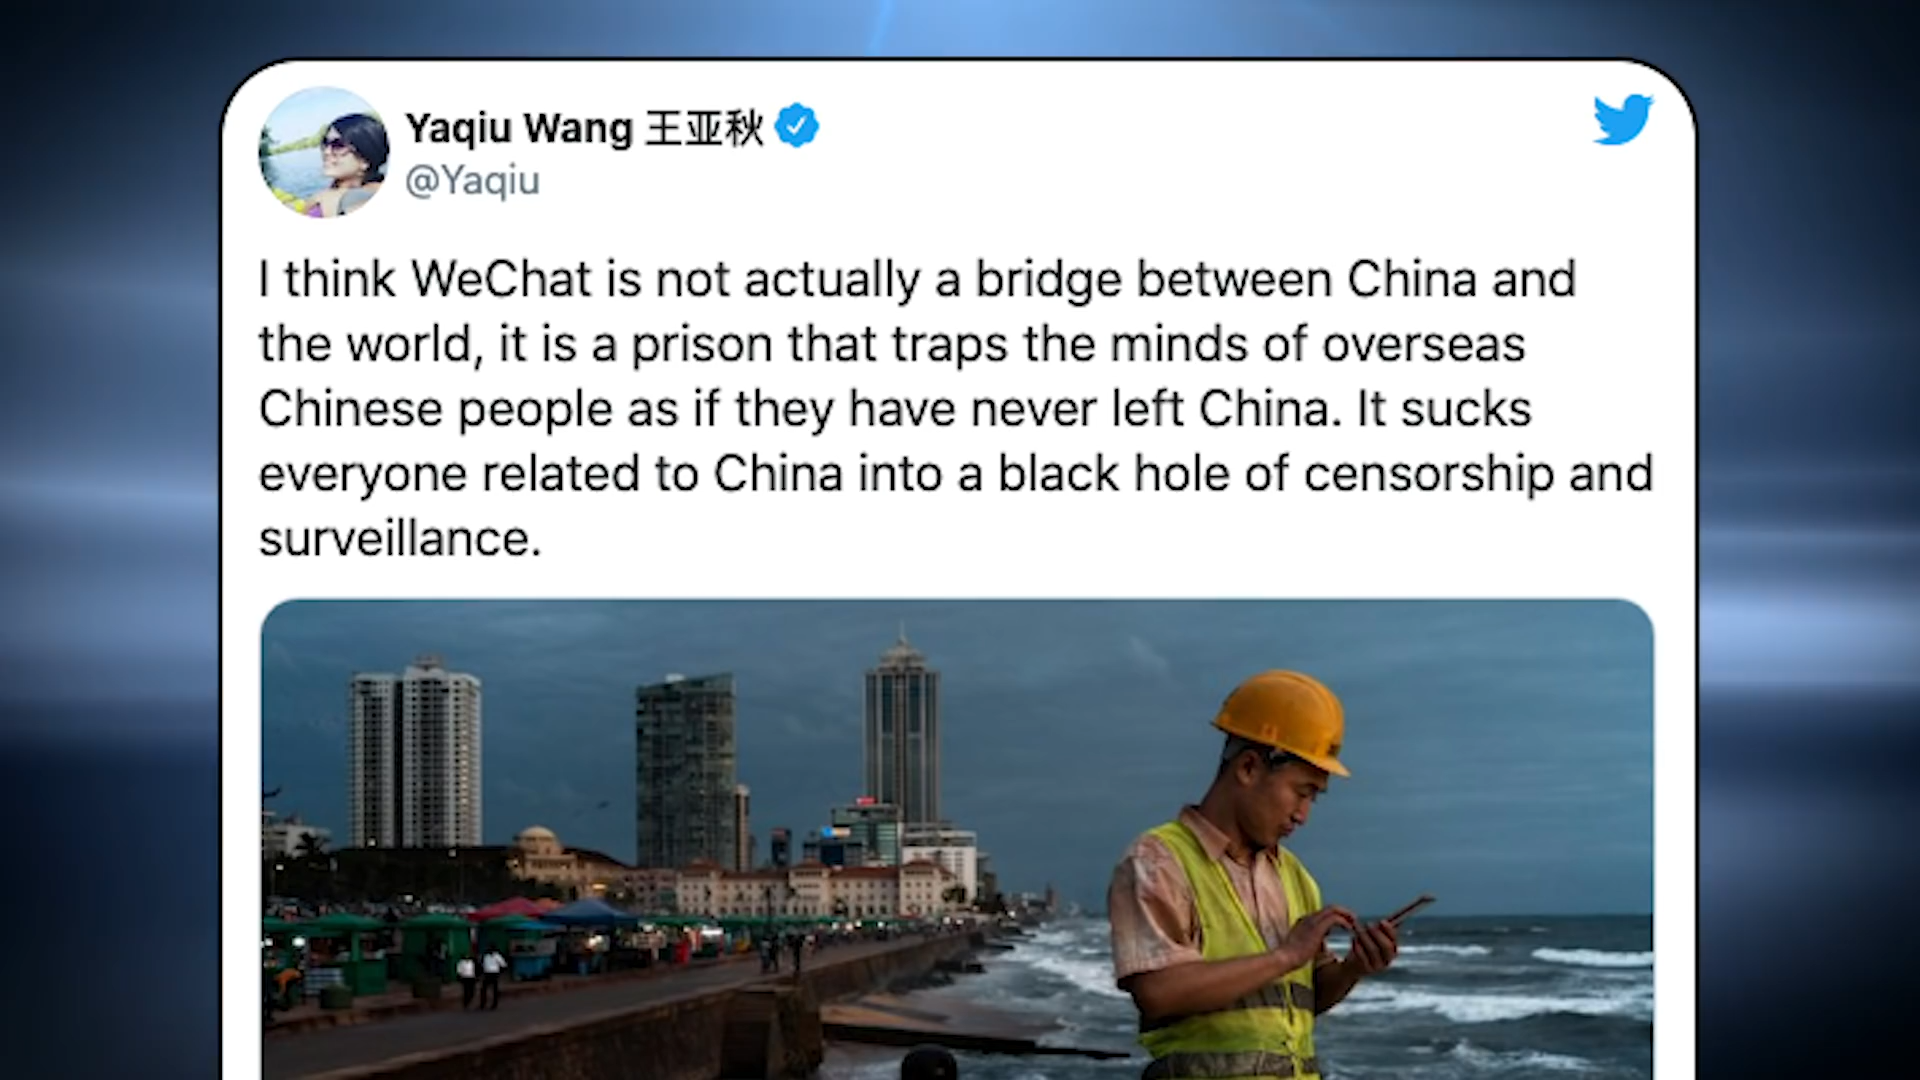 Yaqiu Wang 王亚秋
@Yaqiu
I think WeChat is not actually a bridge between China and
the world, it is a prison that traps the minds of overseas
Chinese people as if they have never left China. It sucks
everyone related to China into a black hole of censorship and
surveillance.